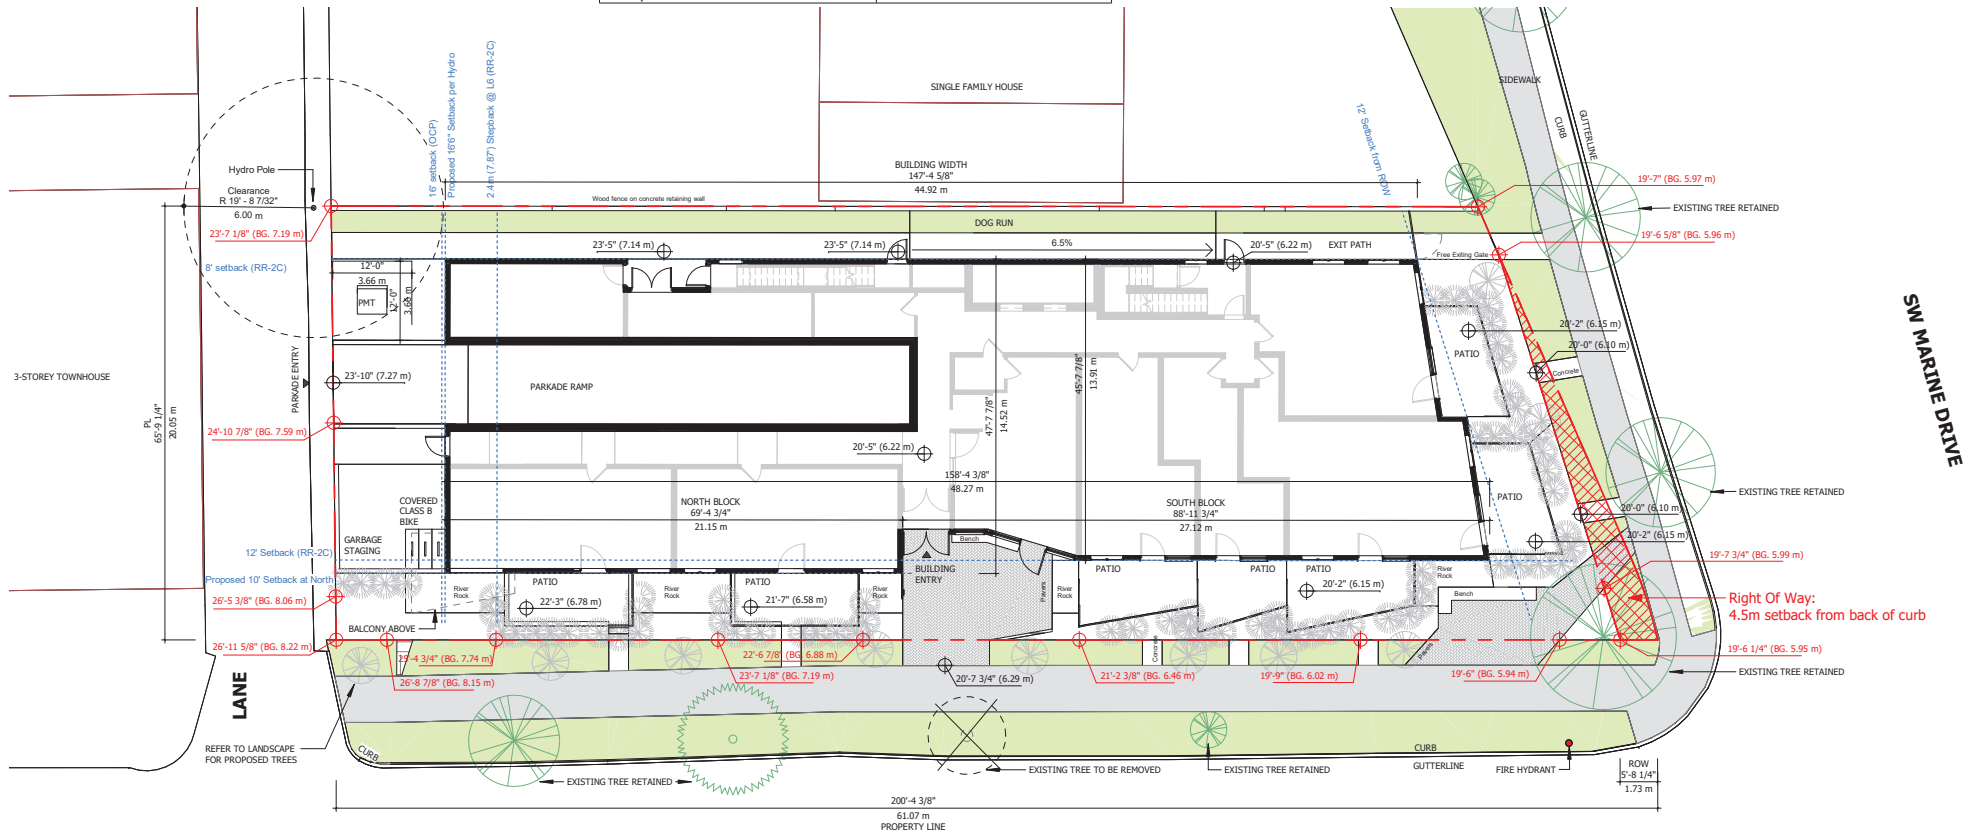 SINGLE FAMILY HOUSE
SIDEWALK
CURB
GUTTERLINE
16' setback (OCP)
Proposed 16'6" Setback per Hydro
2.4m (7.87') Stepback @ L6 (RR-2C)
12' Setback from ROW
BUILDING WIDTH
147'-4 5/8"
44.92 m
Hydro Pole
Clearance
R 19' - 8 7/32"
6.00 m
23'-7 1/8" (BG. 7.19 m)
Wood fence on concrete retaining wall
DOG RUN
19'-7" (BG. 5.97 m)
EXISTING TREE RETAINED
19'-6 5/8" (BG. 5.96 m)
23'-5" (7.14 m)
23'-5" (7.14 m)
6.5%
20'-5" (6.22 m)
EXIT PATH
Free Exiting Gate
8' setback (RR-2C)
12'-0"
3.66 m
PMT
12'-0"
3.66 m
SW MARINE DRIVE
20'-2" (6.15 m)
20'-0" (6.10 m)
PATIO
Concrete
3-STOREY TOWNHOUSE
PARKADE ENTRY
23'-10" (7.27 m)
PARKADE RAMP
45'-7 7/8"
13.91 m
47'-7 7/8"
14.52 m
PL
65'-9 1/4"
20.05 m
24'-10 7/8" (BG. 7.59 m)
20'-5" (6.22 m)
158'-4 3/8"
48.27 m
NORTH BLOCK
69'-4 3/4"
21.15 m
SOUTH BLOCK
88'-11 3/4"
27.12 m
PATIO
EXISTING TREE RETAINED
20'-0" (6.10 m)
20'-2" (6.15 m)
COVERED
CLASS B
BIKE
GARBAGE
STAGING
12' Setback (RR-2C)
Proposed 10' Setback at North
Bench
BUILDING
ENTRY
19'-7 3/4" (BG. 5.99 m)
26'-5 3/8" (BG. 8.06 m)
River
Rock
PATIO
22'-3" (6.78 m)
River
Rock
PATIO
21'-7" (6.58 m)
River
Rock
Pavers
River
Rock
PATIO
PATIO
PATIO
20'-2" (6.15 m)
River
Rock
Bench
Right Of Way:
4.5m setback from back of curb
BALCONY ABOVE
26'-11 5/8" (BG. 8.22 m)
25'-4 3/4" (BG. 7.74 m)
22'-6 7/8" (BG. 6.88 m)
Concrete
Pavers
19'-6 1/4" (BG. 5.95 m)
26'-8 7/8" (BG. 8.15 m)
23'-7 1/8" (BG. 7.19 m)
20'-7 3/4" (6.29 m)
21'-2 3/8" (BG. 6.46 m)
19'-9" (BG. 6.02 m)
19'-6" (BG. 5.94 m)
EXISTING TREE RETAINED
LANE
REFER TO LANDSCAPE
FOR PROPOSED TREES
CURB
EXISTING TREE RETAINED
EXISTING TREE TO BE REMOVED
EXISTING TREE RETAINED
CURB
GUTTERLINE
FIRE HYDRANT
ROW
5'-8 1/4"
1.73 m
200'-4 3/8"
61.07 m
PROPERTY LINE